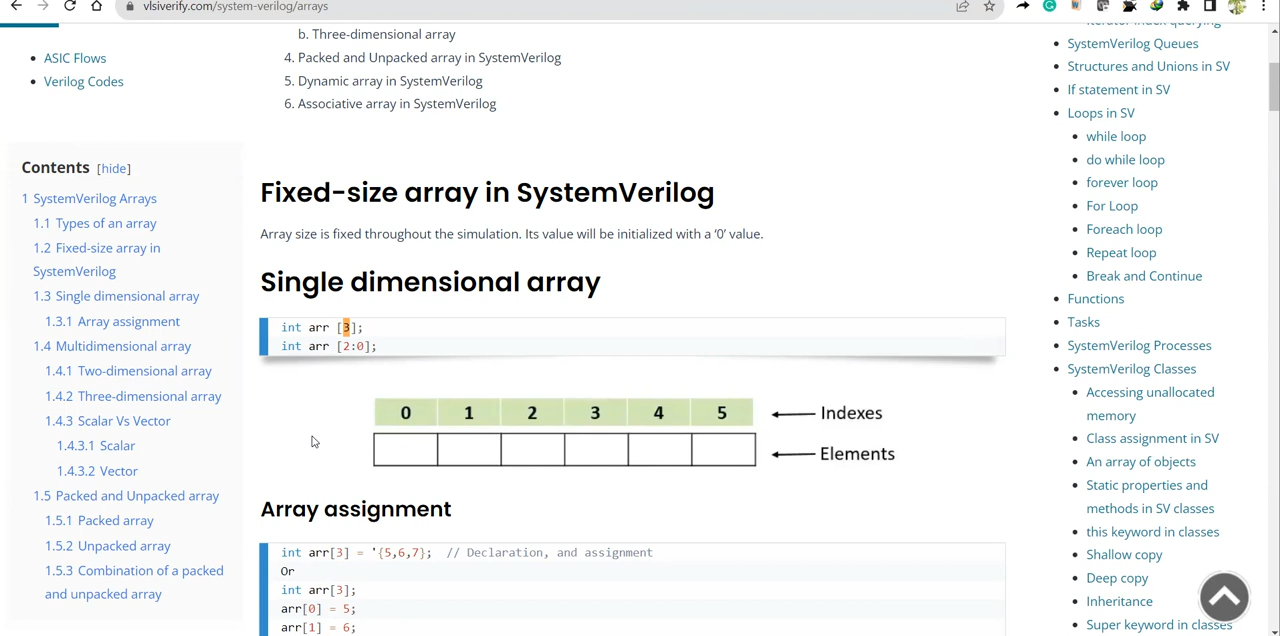 vlsiverify.com/system-verilog/arrays
ASIC Flows
Verilog Codes
Contents [hide]
1 SystemVerilog Arrays
1.1 Types of an array
1.2 Fixed-size array in
SystemVerilog
1.3 Single dimensional array
1.3.1 Array assignment
1.4 Multidimensional array
1.4.1 Two-dimensional array
1.4.2 Three-dimensional array
1.4.3 Scalar Vs Vector
1.4.3.1 Scalar
1.4.3.2 Vector
1.5 Packed and Unpacked array
1.5.1 Packed array
1.5.2 Unpacked array
1.5.3 Combination of a packed
and unpacked array
b. Three-dimensional array
4. Packed and Unpacked array in SystemVerilog
5. Dynamic array in SystemVerilog
6. Associative array in SystemVerilog
Fixed-size array in SystemVerilog
Array size is fixed throughout the simulation. Its value will be initialized with a ‘0’ value.
Single dimensional array
int arr [3];
int arr [2:0];
0 1 2 3 4 5 Indexes
Elements
Array assignment
int arr[3] = '{5,6,7}; // Declaration, and assignment
Or
int arr[3];
arr[0] = 5;
arr[1] = 6;
Iterator index querying
SystemVerilog Queues
Structures and Unions in SV
If statement in SV
Loops in SV
while loop
do while loop
forever loop
For Loop
Foreach loop
Repeat loop
Break and Continue
Functions
Tasks
SystemVerilog Processes
SystemVerilog Classes
Accessing unallocated
memory
Class assignment in SV
An array of objects
Static properties and
methods in SV classes
this keyword in classes
Shallow copy
Deep copy
Inheritance
Super keyword in classes